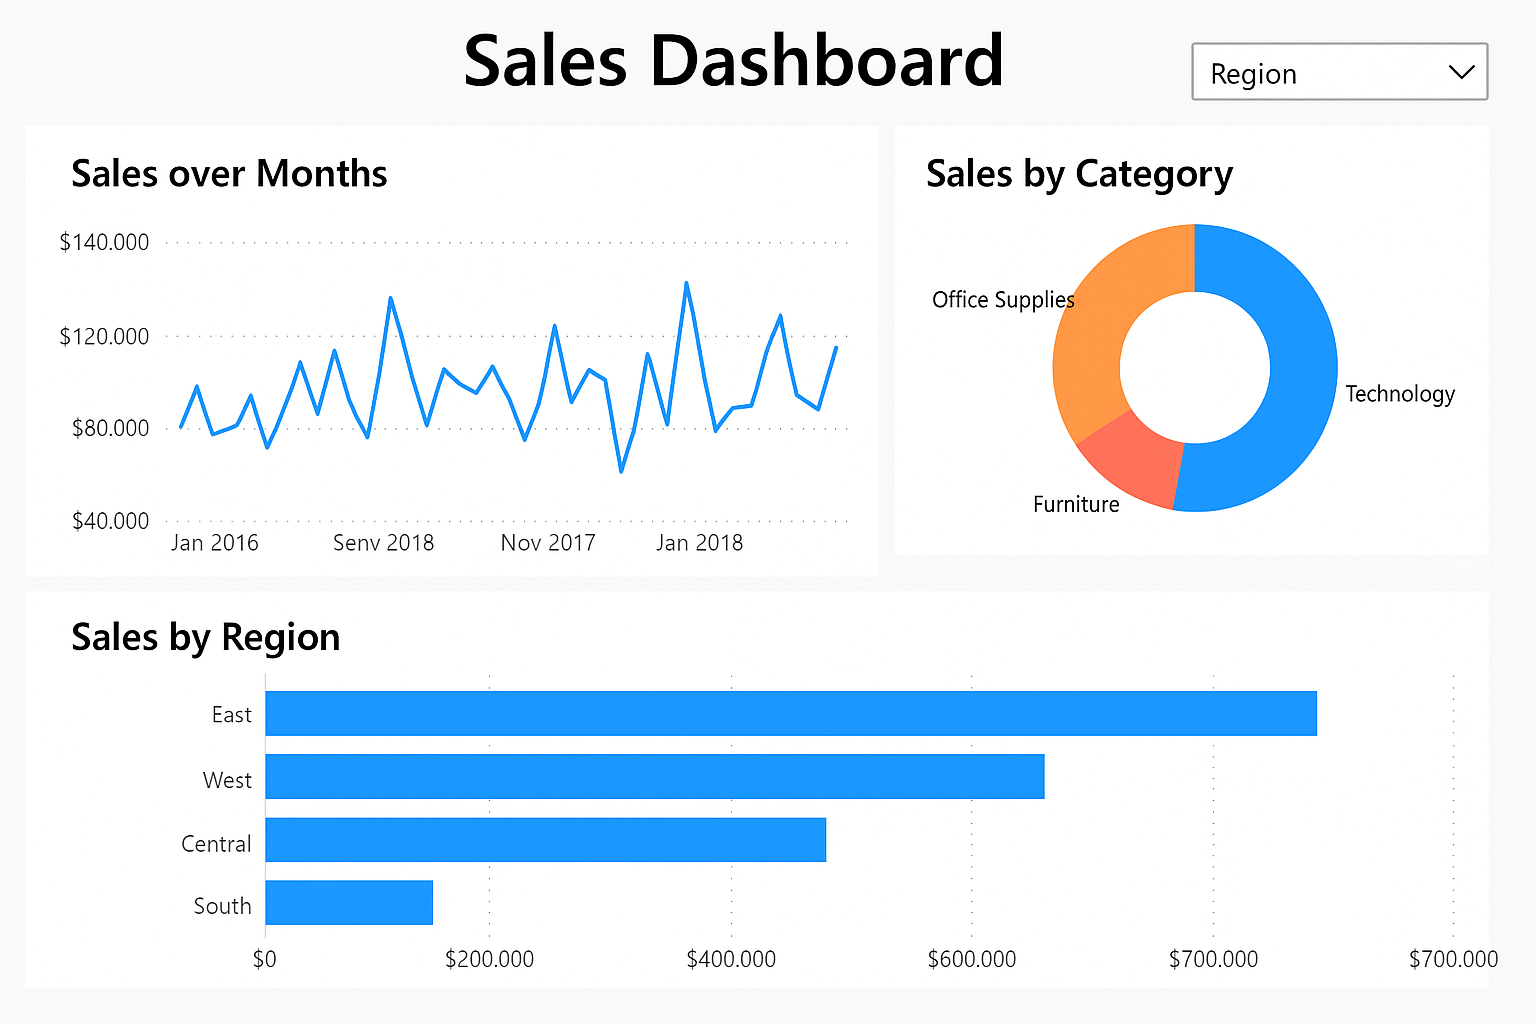 Sales Dashboard
Region
Sales over Months
$140.000
$120.000
$80.000
$40.000
Jan 2016
Senv 2018
Nov 2017
Jan 2018
Sales by Category
Office Supplies
Technology
Furniture
Sales by Region
East
West
Central
South
$0
$200.000
$400.000
$600.000
$700.000
$700.000